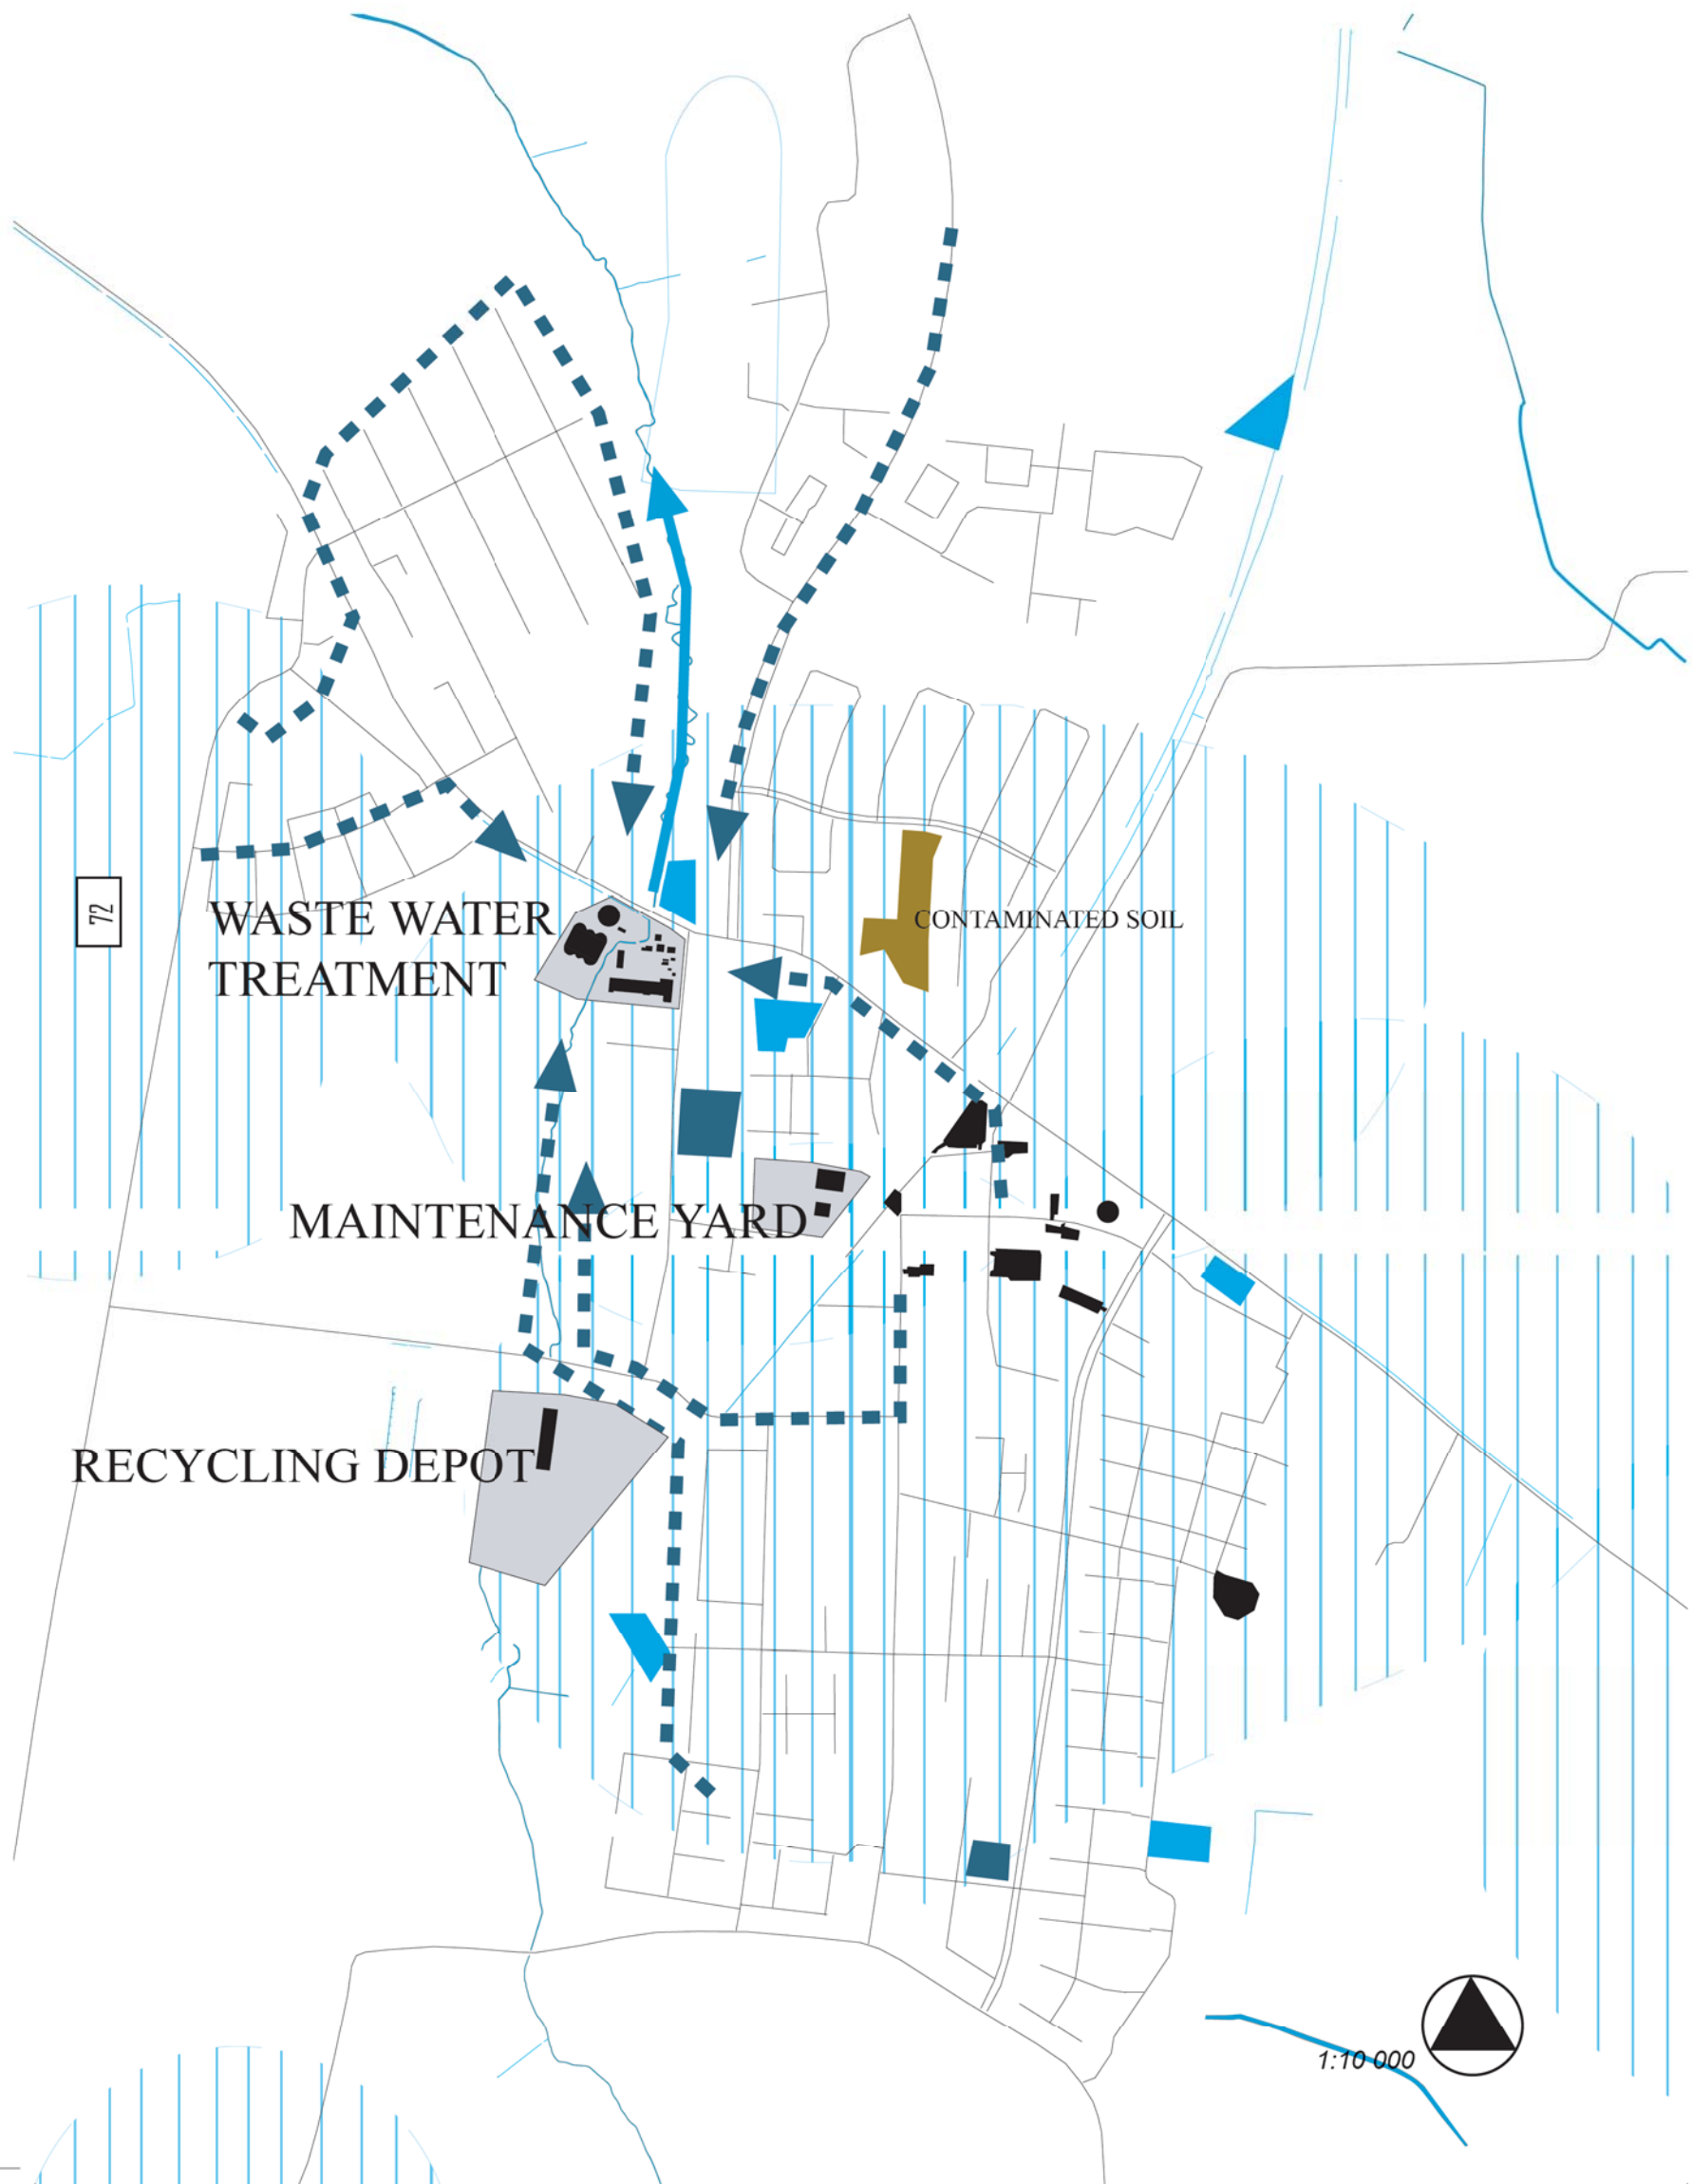 72
WASTE WATER
TREATMENT
CONTAMINATED SOIL
MAINTENANCE YARD
RECYCLING DEPOT
1:10 000